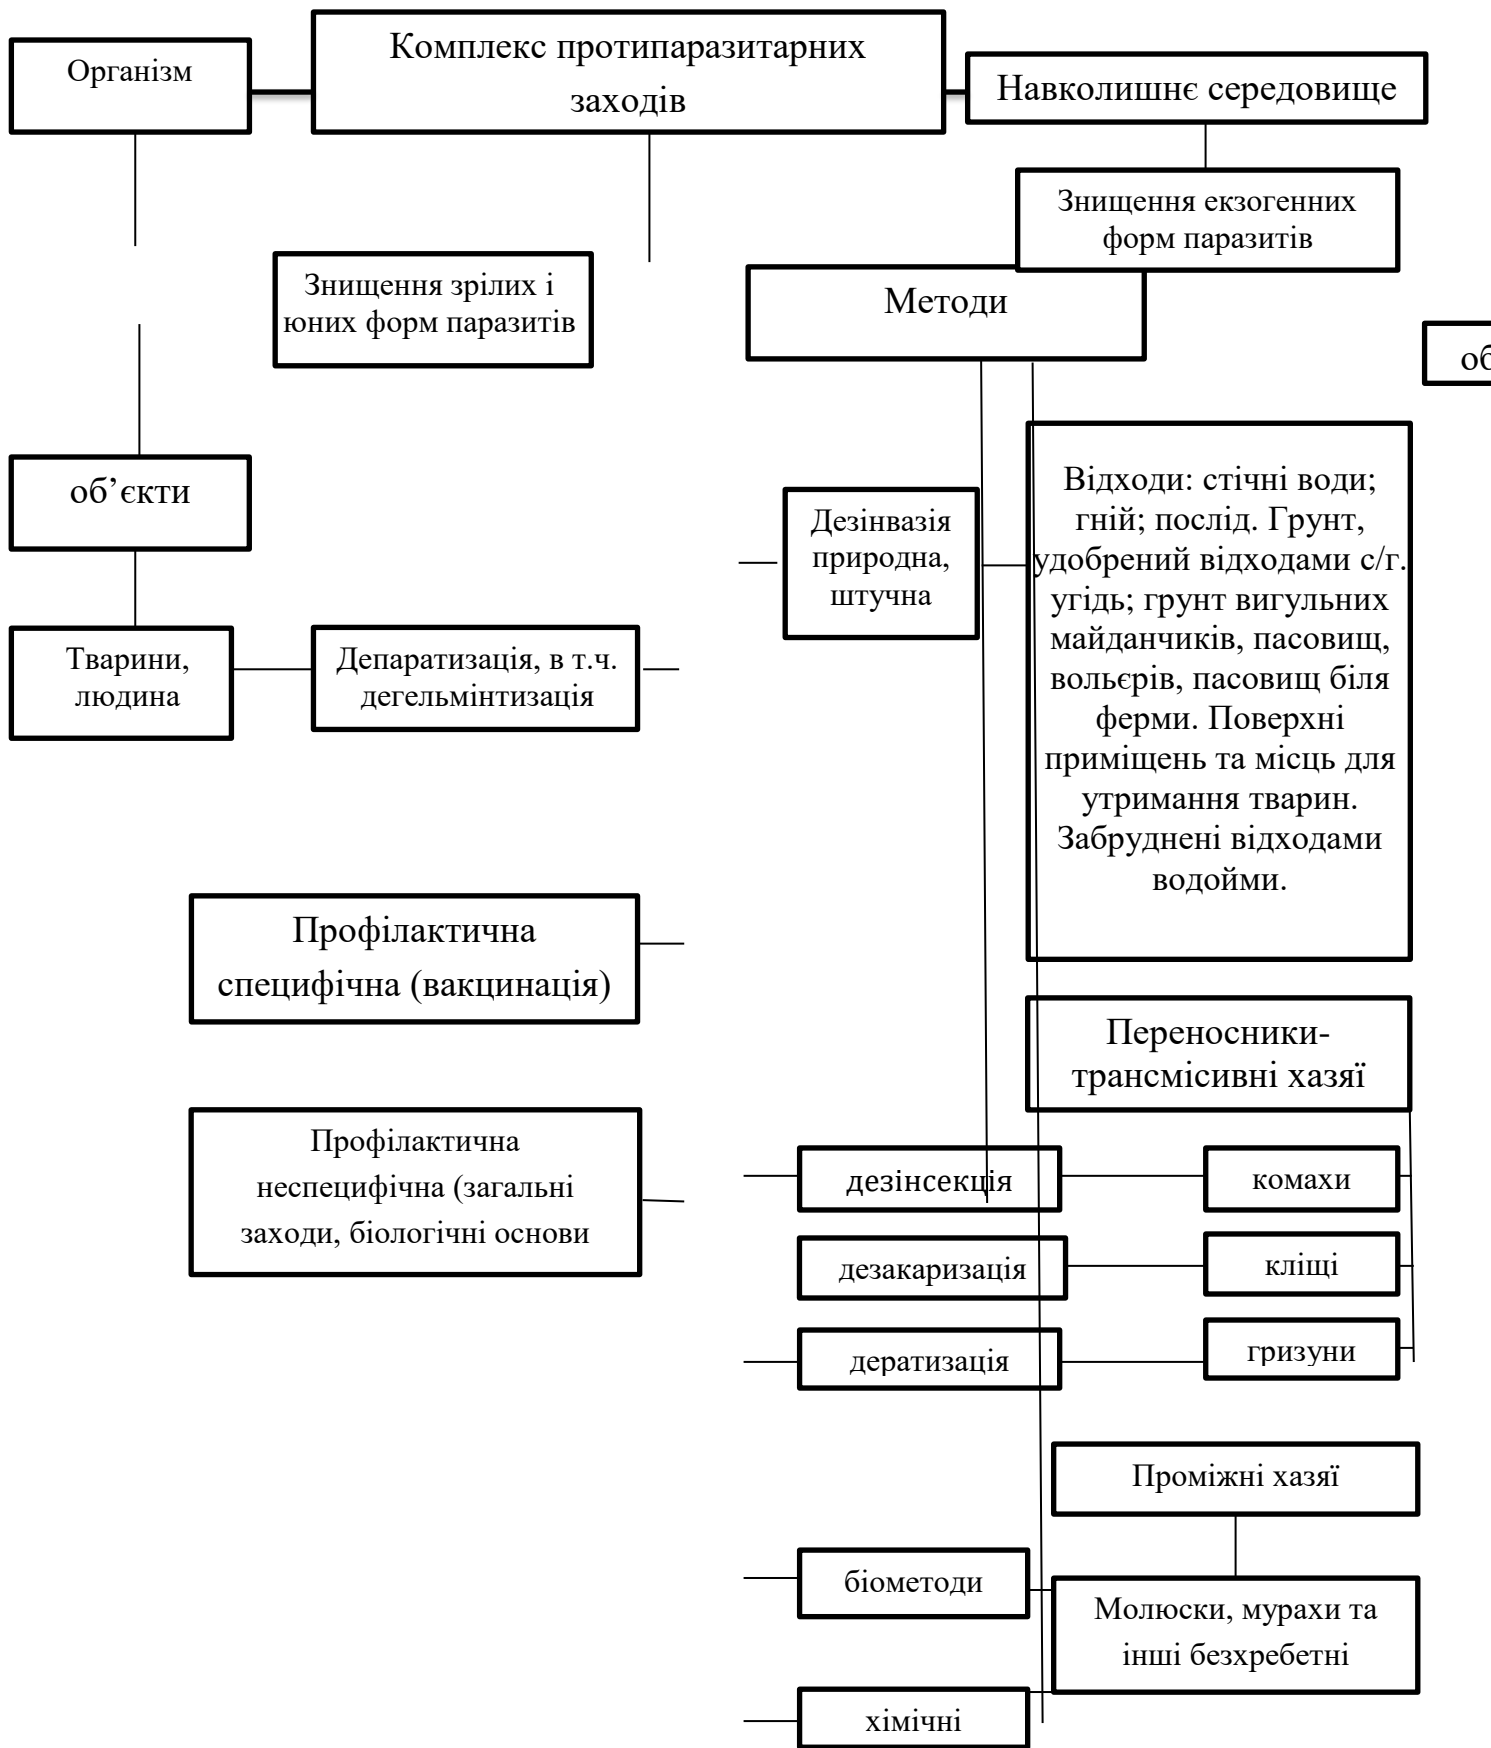 Організм
Комплекс протипаразитарних
заходів
Навколишнє середовище
Знищення екзогенних
форм паразитів
Знищення зрілих і
юних форм паразитів
Методи
об
об’єкти
Дезінвазія
природна,
штучна
Відходи: стічні води;
гній; послід. Грунт,
удобрений відходами с/г.
угідь; грунт вигульних
майданчиків, пасовищ,
вольєрів, пасовищ біля
ферми. Поверхні
приміщень та місць для
утримання тварин.
Забруднені відходами
водойми.
Тварини,
людина
Депаратизація, в т.ч.
дегельмінтизація
Профілактична
специфічна (вакцинація)
Переносники-
трансмісивні хазяї
Профілактична
неспецифічна (загальні
заходи, біологічні основи
дезінсекція
комахи
дезакаризація
кліщі
дератизація
гризуни
Проміжні хазяї
біометоди
Молюски, мурахи та
інші безхребетні
хімічні